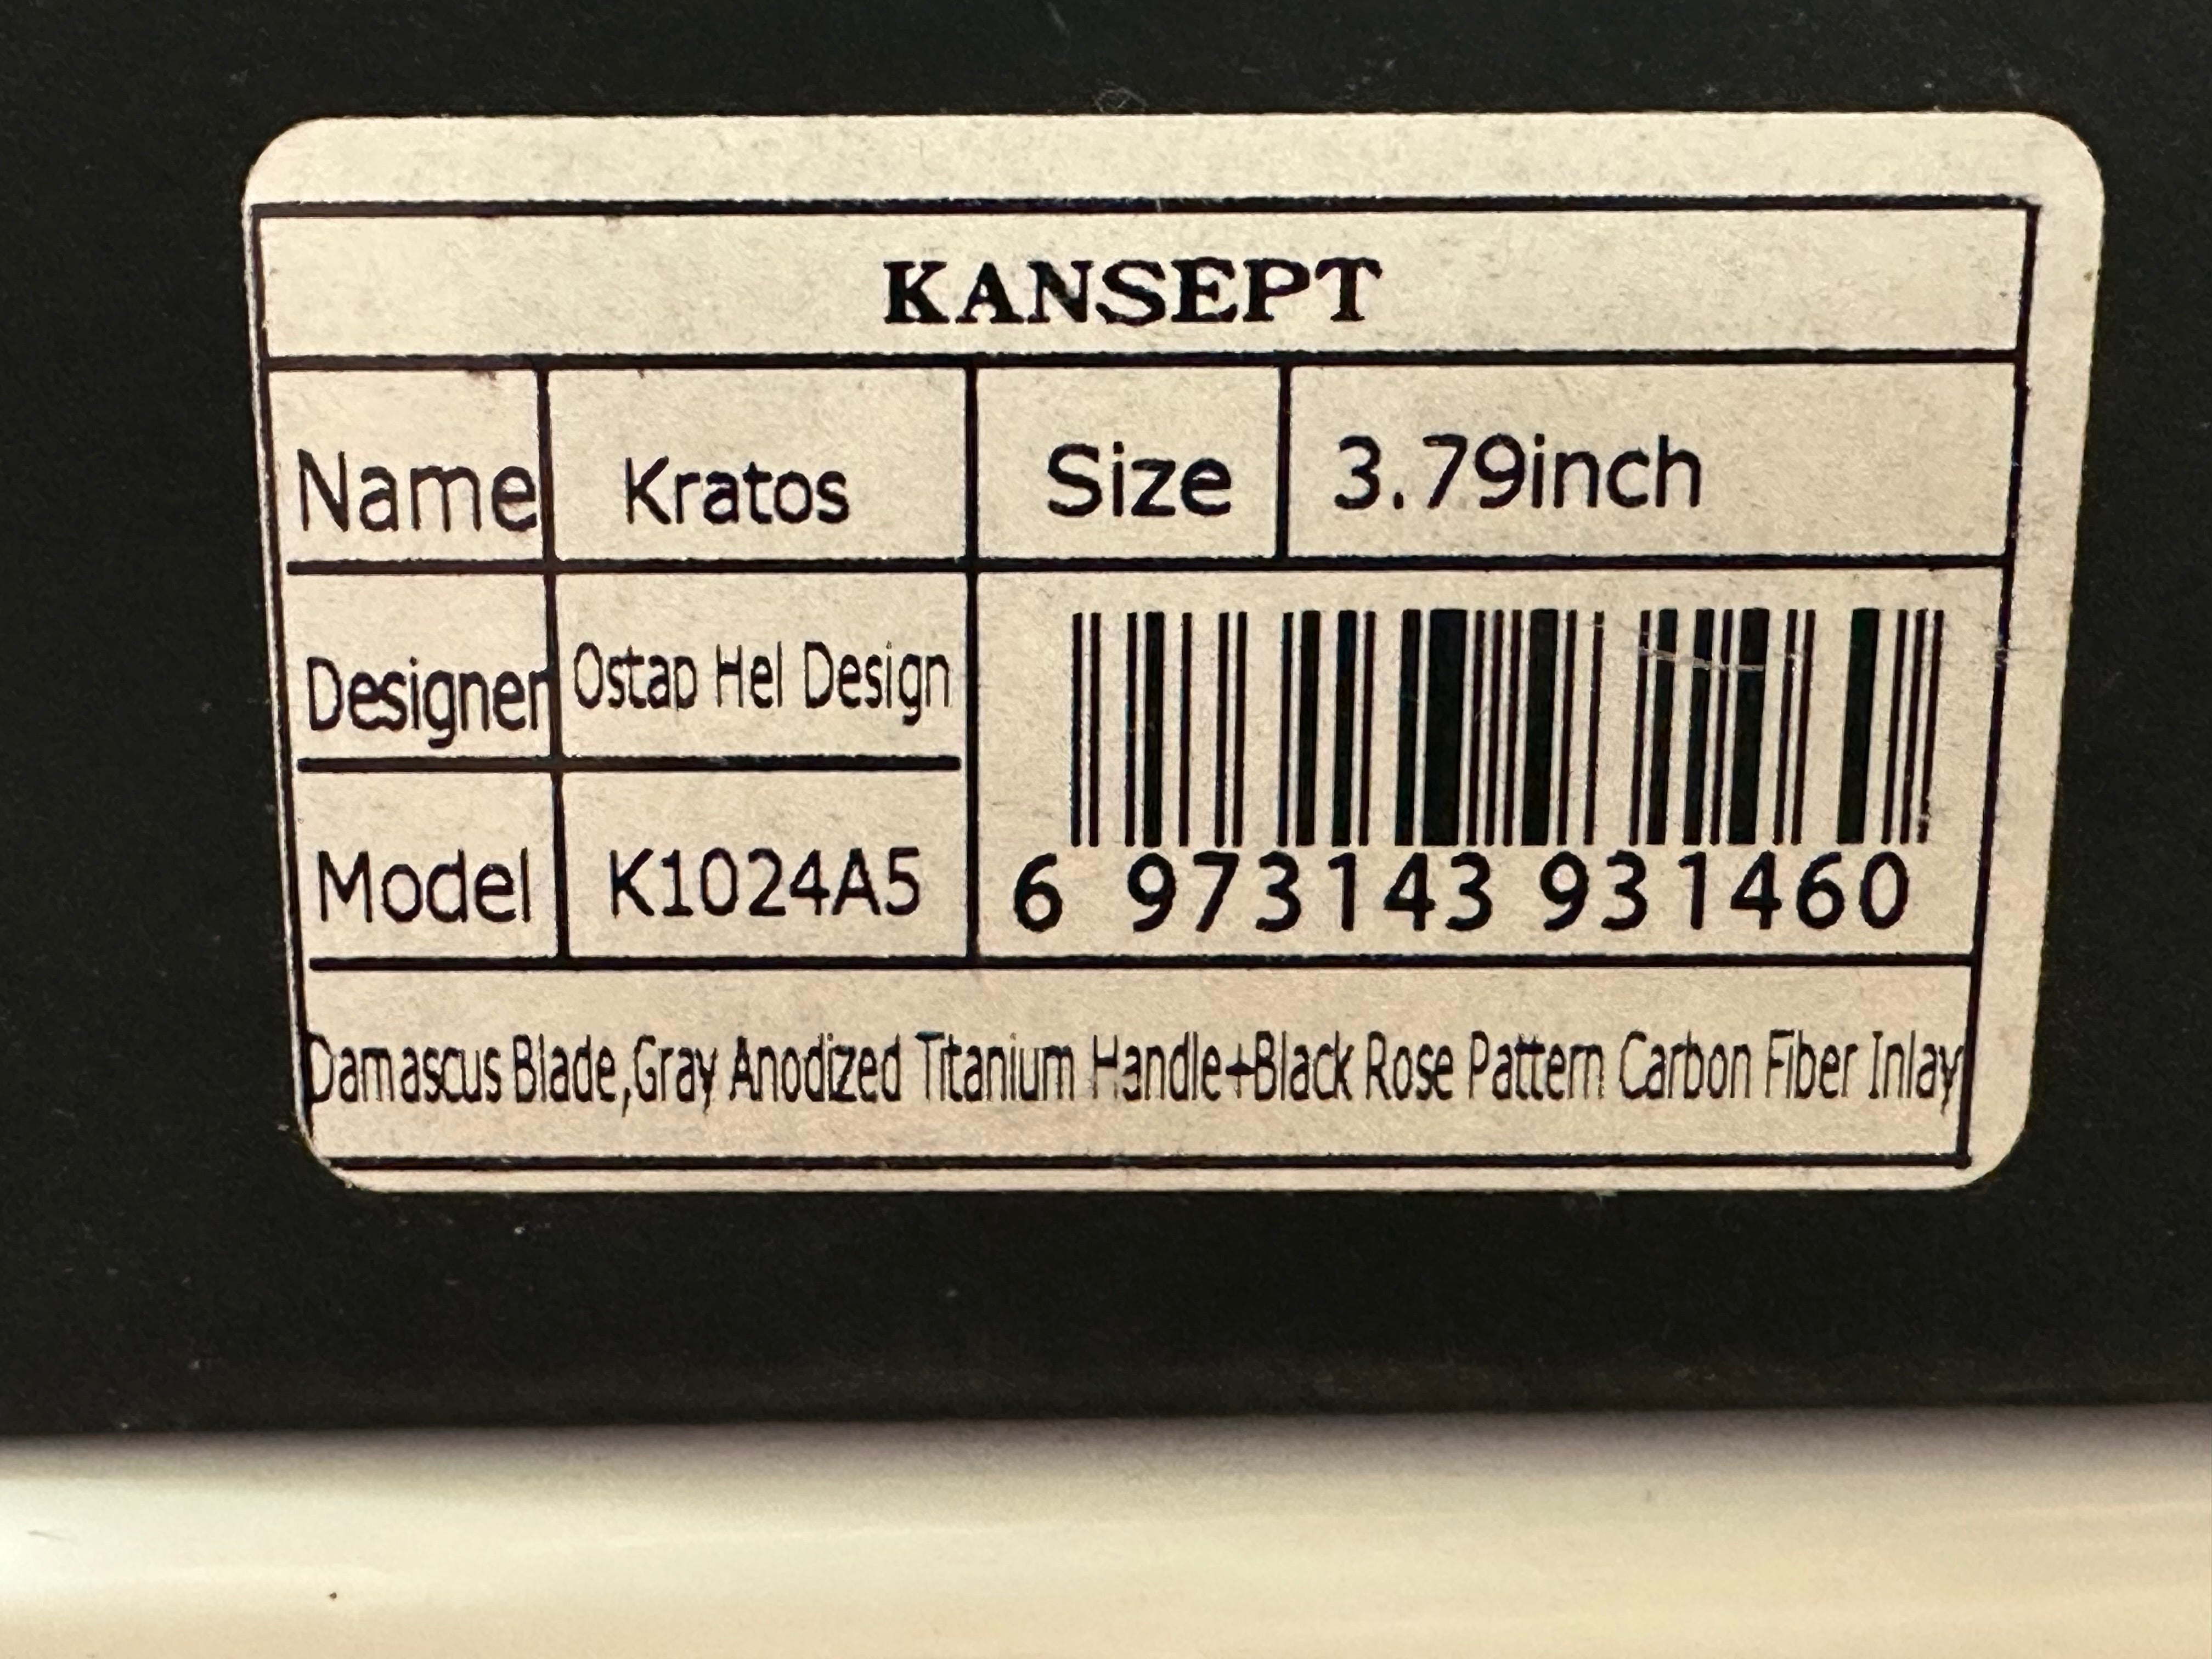 KANSEPT
Name Kratos Size 3.79inch
Designer Ostap Hel Design
Model K1024A5
6 973143 931460
Damascus Blade,Gray Anodized Titanium Handle+Black Rose Pattern Carbon Fiber Inlay